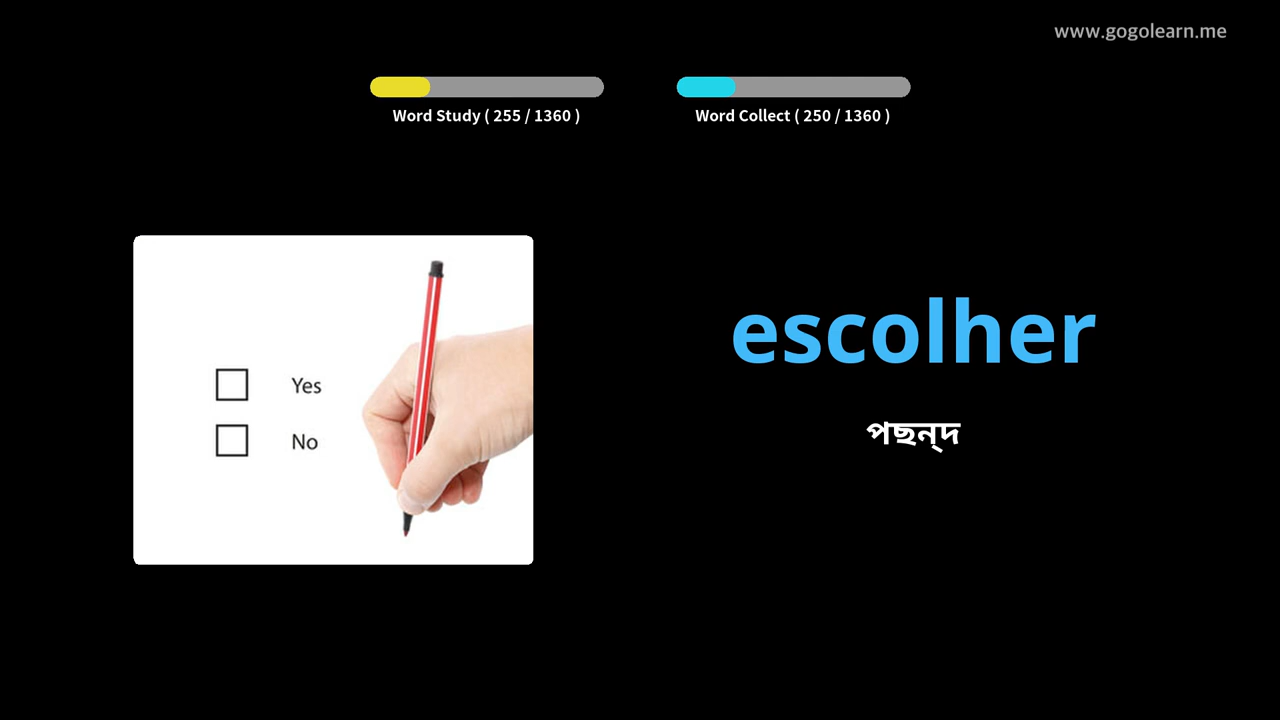 www.gogolearn.me
Word Study ( 255 / 1360 )
Word Collect ( 250 / 1360 )
Yes
No
escolher
পছন্দ